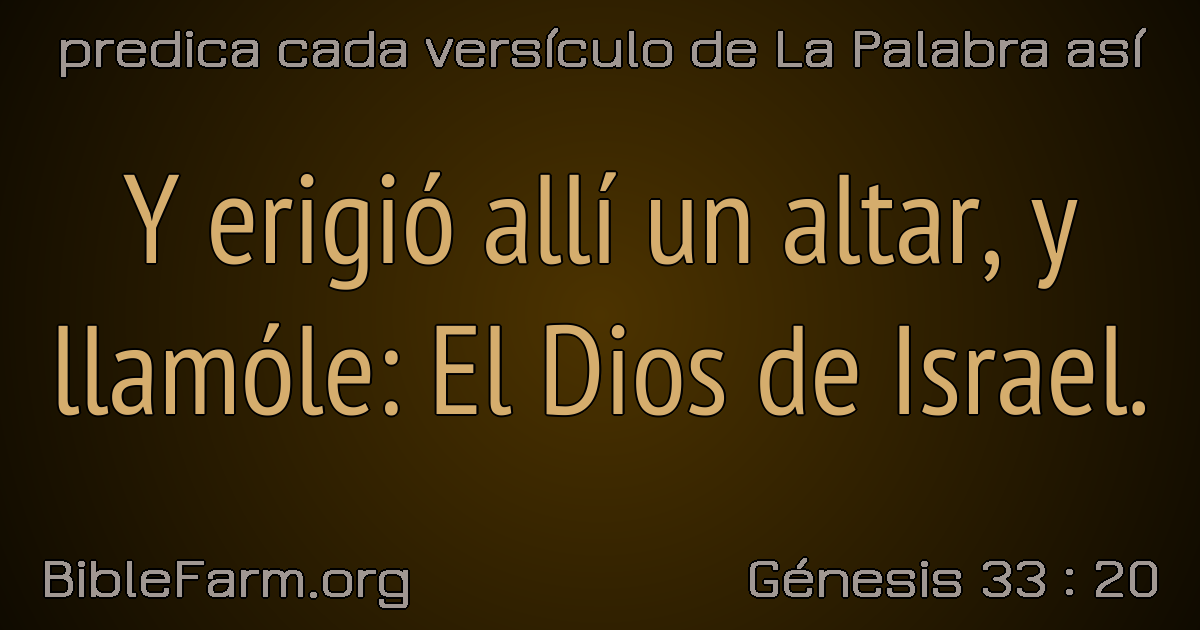 predica cada versículo de La Palabra así
Y erigió allí un altar, y
llamóle: El Dios de Israel.
BibleFarm.org
Génesis 33 : 20